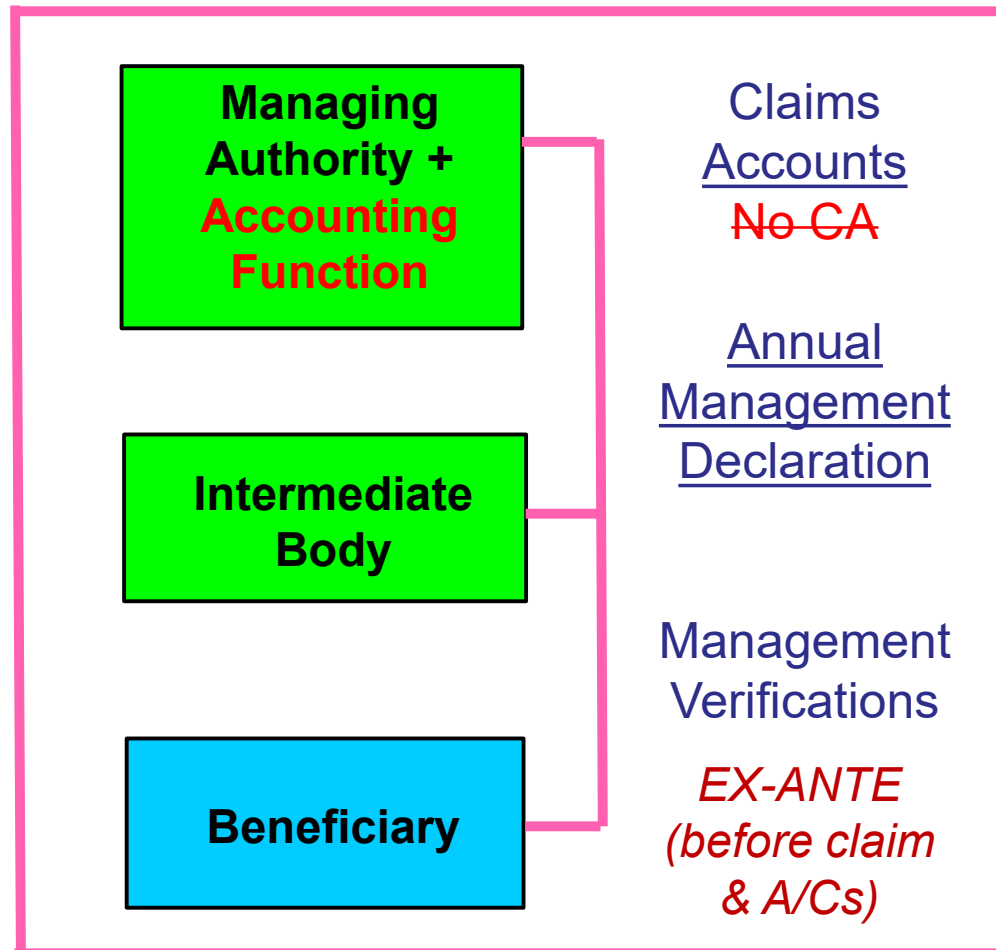 Managing
Authority +
Accounting
Function
Claims
Accounts
No CA
Annual
Management
Declaration
Intermediate
Body
Management
Verifications
Beneficiary
EX-ANTE
(before claim
& A/Cs)